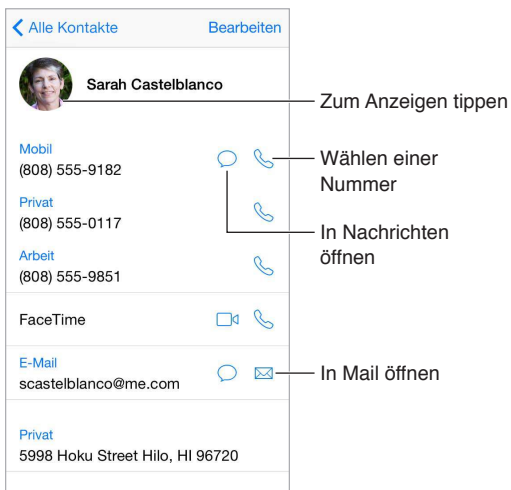 Alle Kontakte Bearbeiten
Sarah Castelblanco
Zum Anzeigen tippen
Mobil
(808) 555-9182
Wählen einer
Nummer
Privat
(808) 555-0117
In Nachrichten
öffnen
Arbeit
(808) 555-9851
FaceTime
E-Mail
scastelblanco@me.com
In Mail öffnen
Privat
5998 Hoku Street Hilo, HI 96720